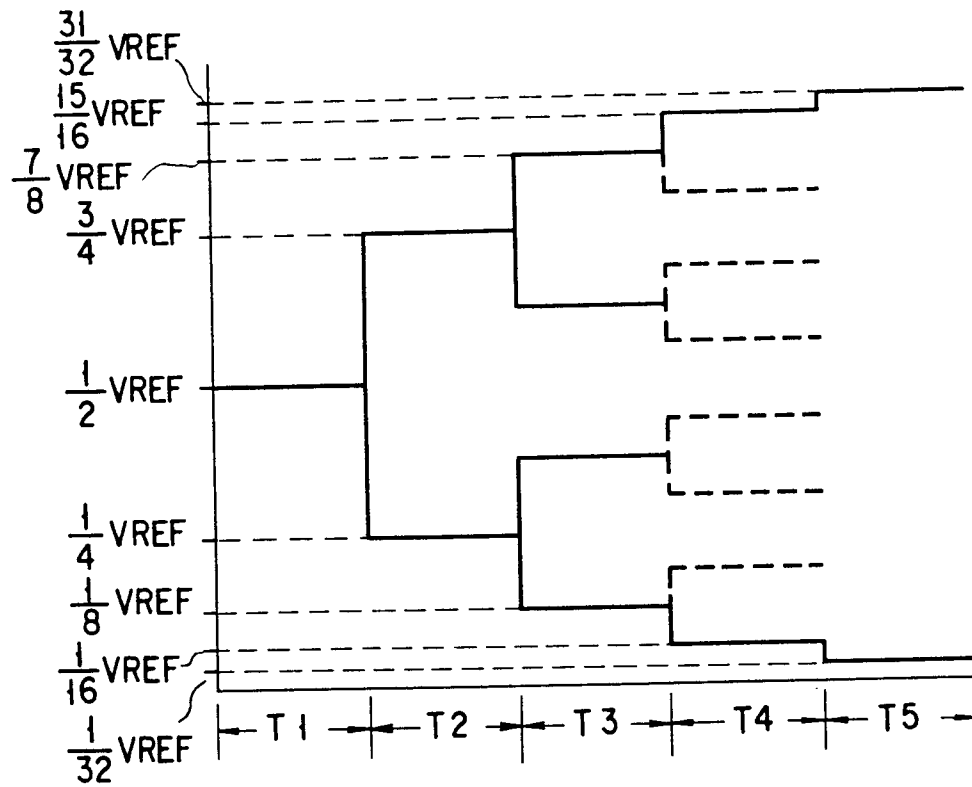 31/32 VREF
15/16 VREF
7/8 VREF
3/4 VREF
1/2 VREF
1/4 VREF
1/8 VREF
1/16 VREF
1/32 VREF
T1 T2 T3 T4 T5